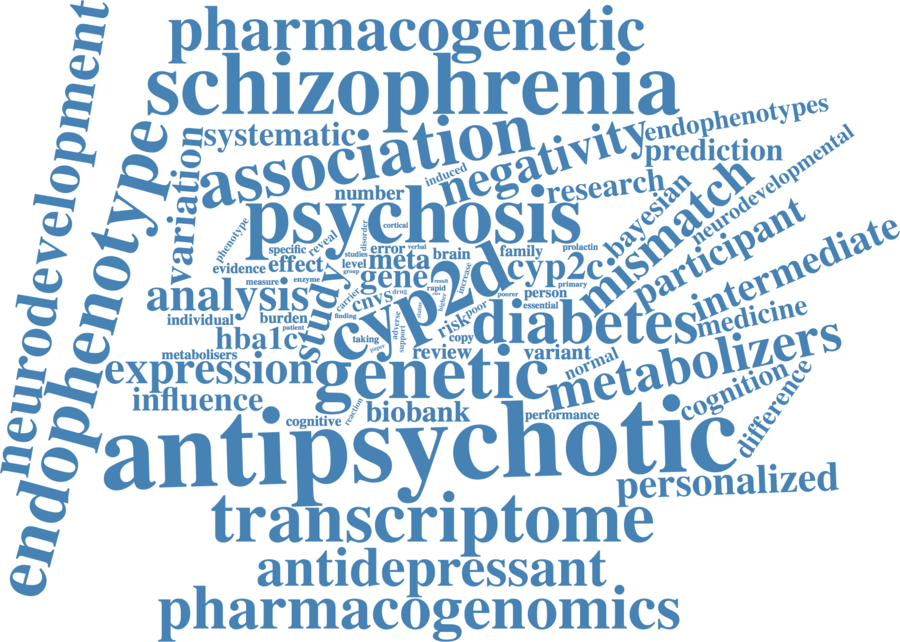 pharmacogenetic
schizophrenia
neurodevelopment
endophenotype
variation
systematic
association
negativity
endophenotypes
prediction
neurodevelopmental
induced
number
research
psychosis
bayesian
mismatch
participant
intermediate
phenotype
specific
reveal
disorder
cortical
studies
error
verbal
brain
family
prolactin
evidence
effect
level
meta
group
gene
cyp2c
measure
enzyme
study
carrier
cnvs
drug
result
rapid
increase
primary
person
poorer
essential
analysis
individual
burden
patient
finding
cyp2d
status
higher
poor
risk
diabetes
medicine
hba1c
taking
paper
adverse
support
copy
metabolisers
review
variant
normal
metabolizers
expression
genetic
cognition
difference
influence
cognitive
reaction
biobank
performance
antipsychotic
personalized
transcriptome
antidepressant
pharmacogenomics